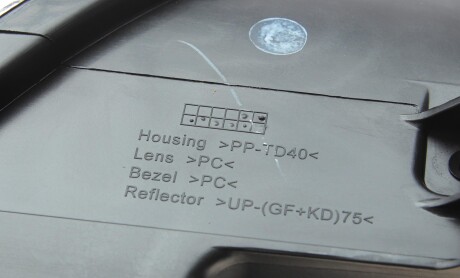 Housing >PP-TD40<
Lens >PC<
Bezel >PC<
Reflector >UP-(GF+KD)75<